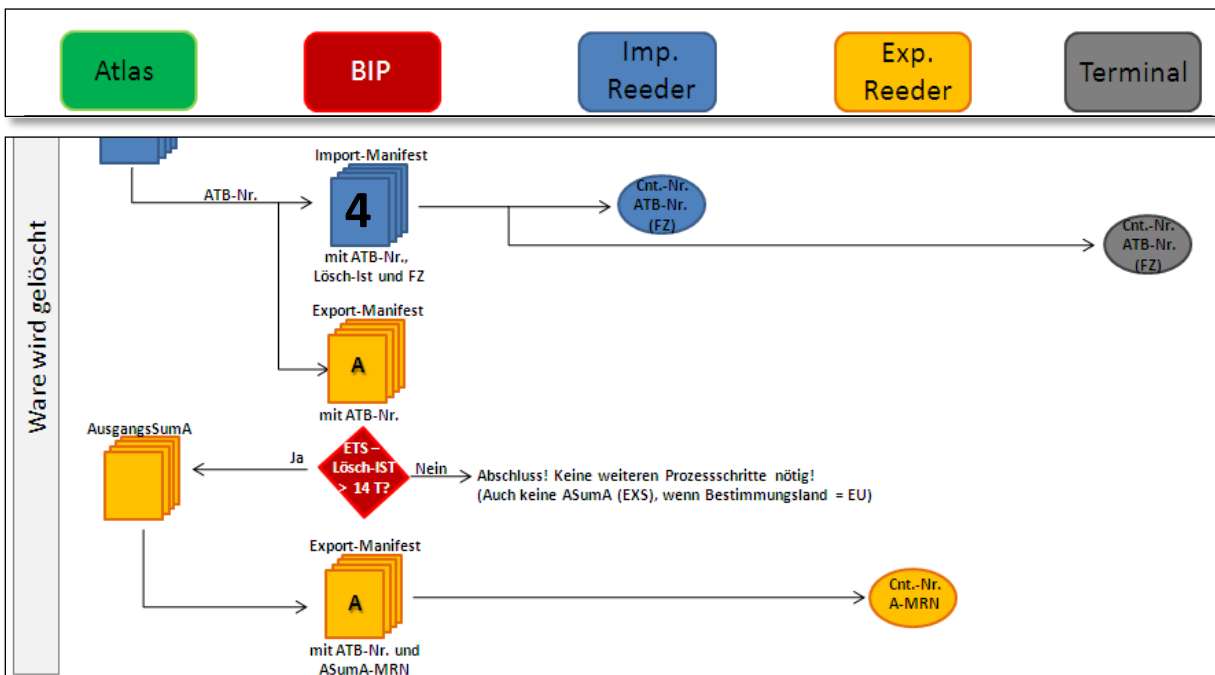 Atlas
BIP
Imp.
Reeder
Exp.
Reeder
Terminal
Ware wird gelöscht
ATB-Nr.
Import-Manifest
4
mit ATB-Nr.,
Lösch-Ist und FZ
Cnt.-Nr.
ATB-Nr.
(FZ)
Cnt.-Nr.
ATB-Nr.
(FZ)
Export-Manifest
A
mit ATB-Nr.
AusgangsSumA
Ja
ETS –
Lösch-IST
> 14 T?
Nein
Abschluss! Keine weiteren Prozessschritte nötig!
(Auch keine ASumA (EXS), wenn Bestimmungsland = EU)
Export-Manifest
A
mit ATB-Nr. und
ASumA-MRN
Cnt.-Nr.
A-MRN